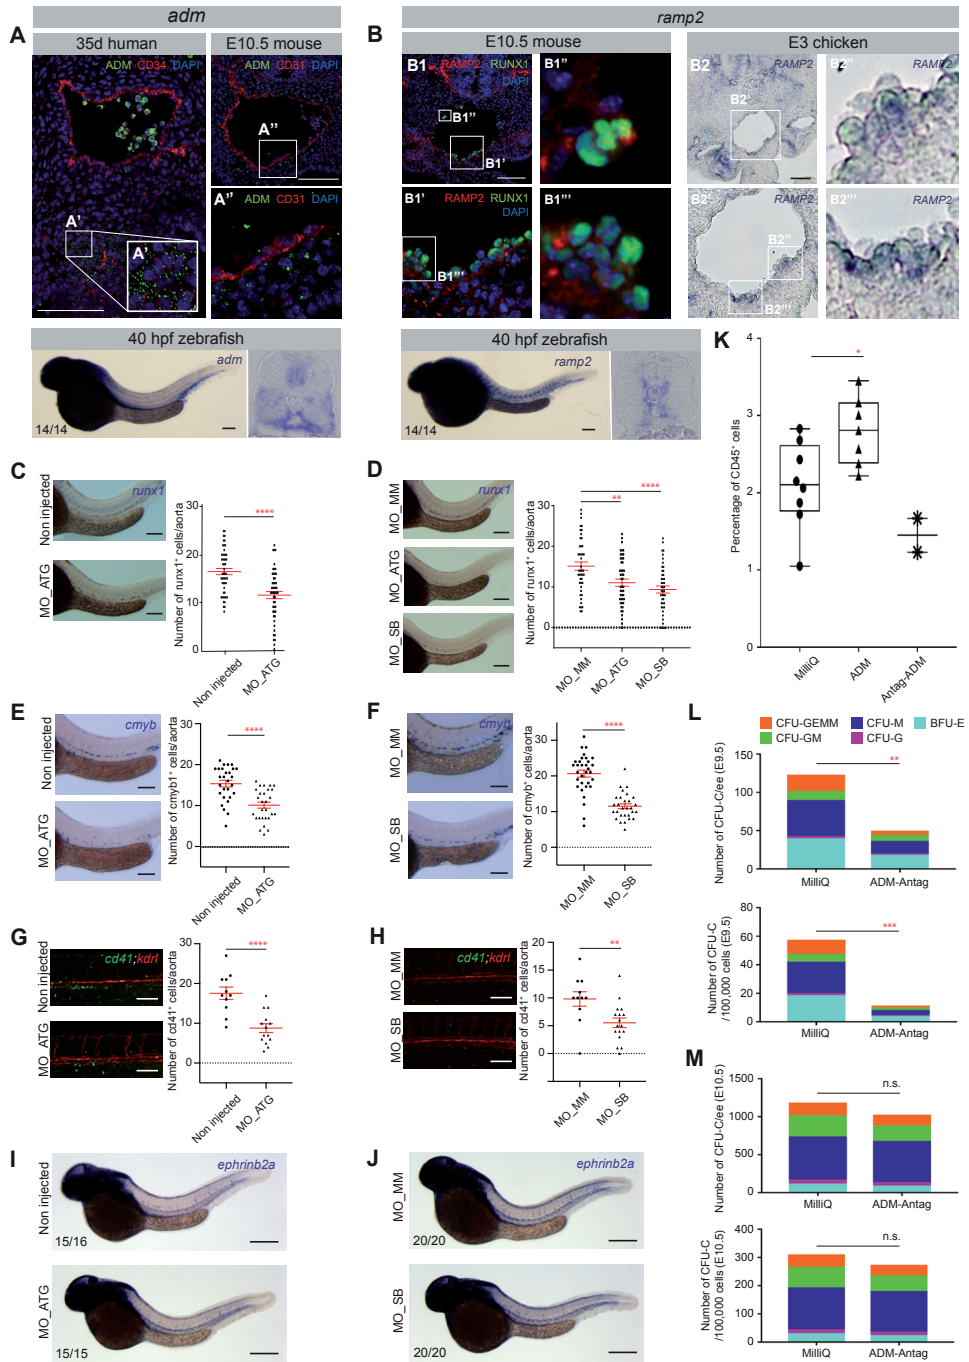 adm
A
35d human
E10.5 mouse
ADM CD34 DAPI
ADM CD31 DAPI
A''
A'
A'
A'' ADM CD31 DAPI
40 hpf zebrafish
adm
14/14
ramp2
B
E10.5 mouse
E3 chicken
B1 RAMP2 RUNX1
DAPI
B1''
B1'
B1''
B2 RAMP2
B2'
B2'' RAMP2
B1' RAMP2 RUNX1
DAPI
B1'''
B1'''
B2' RAMP2
B2''
B2'''
B2''' RAMP2
40 hpf zebrafish
ramp2
14/14
C
Non injected
runx1
MO_ATG
Number of runx1+ cells/aorta
30
20
10
0
****
Non injected
MO_ATG
D
MO_MM
runx1
MO_ATG
MO_SB
Number of runx1+ cells/aorta
30
20
10
0
**
****
MO_MM
MO_ATG
MO_SB
E
Non injected
cmyb
MO_ATG
Number of cmyb1+ cells/aorta
30
20
10
0
****
Non injected
MO_ATG
F
MO_MM
cmyb
MO_SB
Number of cmyb+ cells/aorta
30
20
10
0
****
MO_MM
MO_SB
G
Non injected
cd41;kdrl
MO_ATG
Number of cd41+ cells/aorta
30
20
10
0
****
Non injected
MO_ATG
H
MO_MM
cd41;kdrl
MO_SB
Number of cd41+ cells/aorta
20
15
10
5
0
**
MO_MM
MO_SB
I
Non injected
ephrinb2a
15/16
MO_ATG
15/15
J
MO_MM
ephrinb2a
20/20
MO_SB
20/20
K
Percentage of CD45+ cells
4
3
2
1
0
*
MilliQ
ADM
Antag-ADM
L
CFU-GEMM CFU-M BFU-E
CFU-GM CFU-G
Number of CFU-C/ee (E9.5)
150
100
50
0
**
MilliQ ADM-Antag
Number of CFU-C
/100,000 cells (E9.5)
80
60
40
20
0
***
MilliQ ADM-Antag
M
Number of CFU-C/ee (E10.5)
1500
1000
500
0
n.s.
MilliQ ADM-Antag
Number of CFU-C
/100,000 cells (E10.5)
400
300
200
100
0
n.s.
MilliQ ADM-Antag